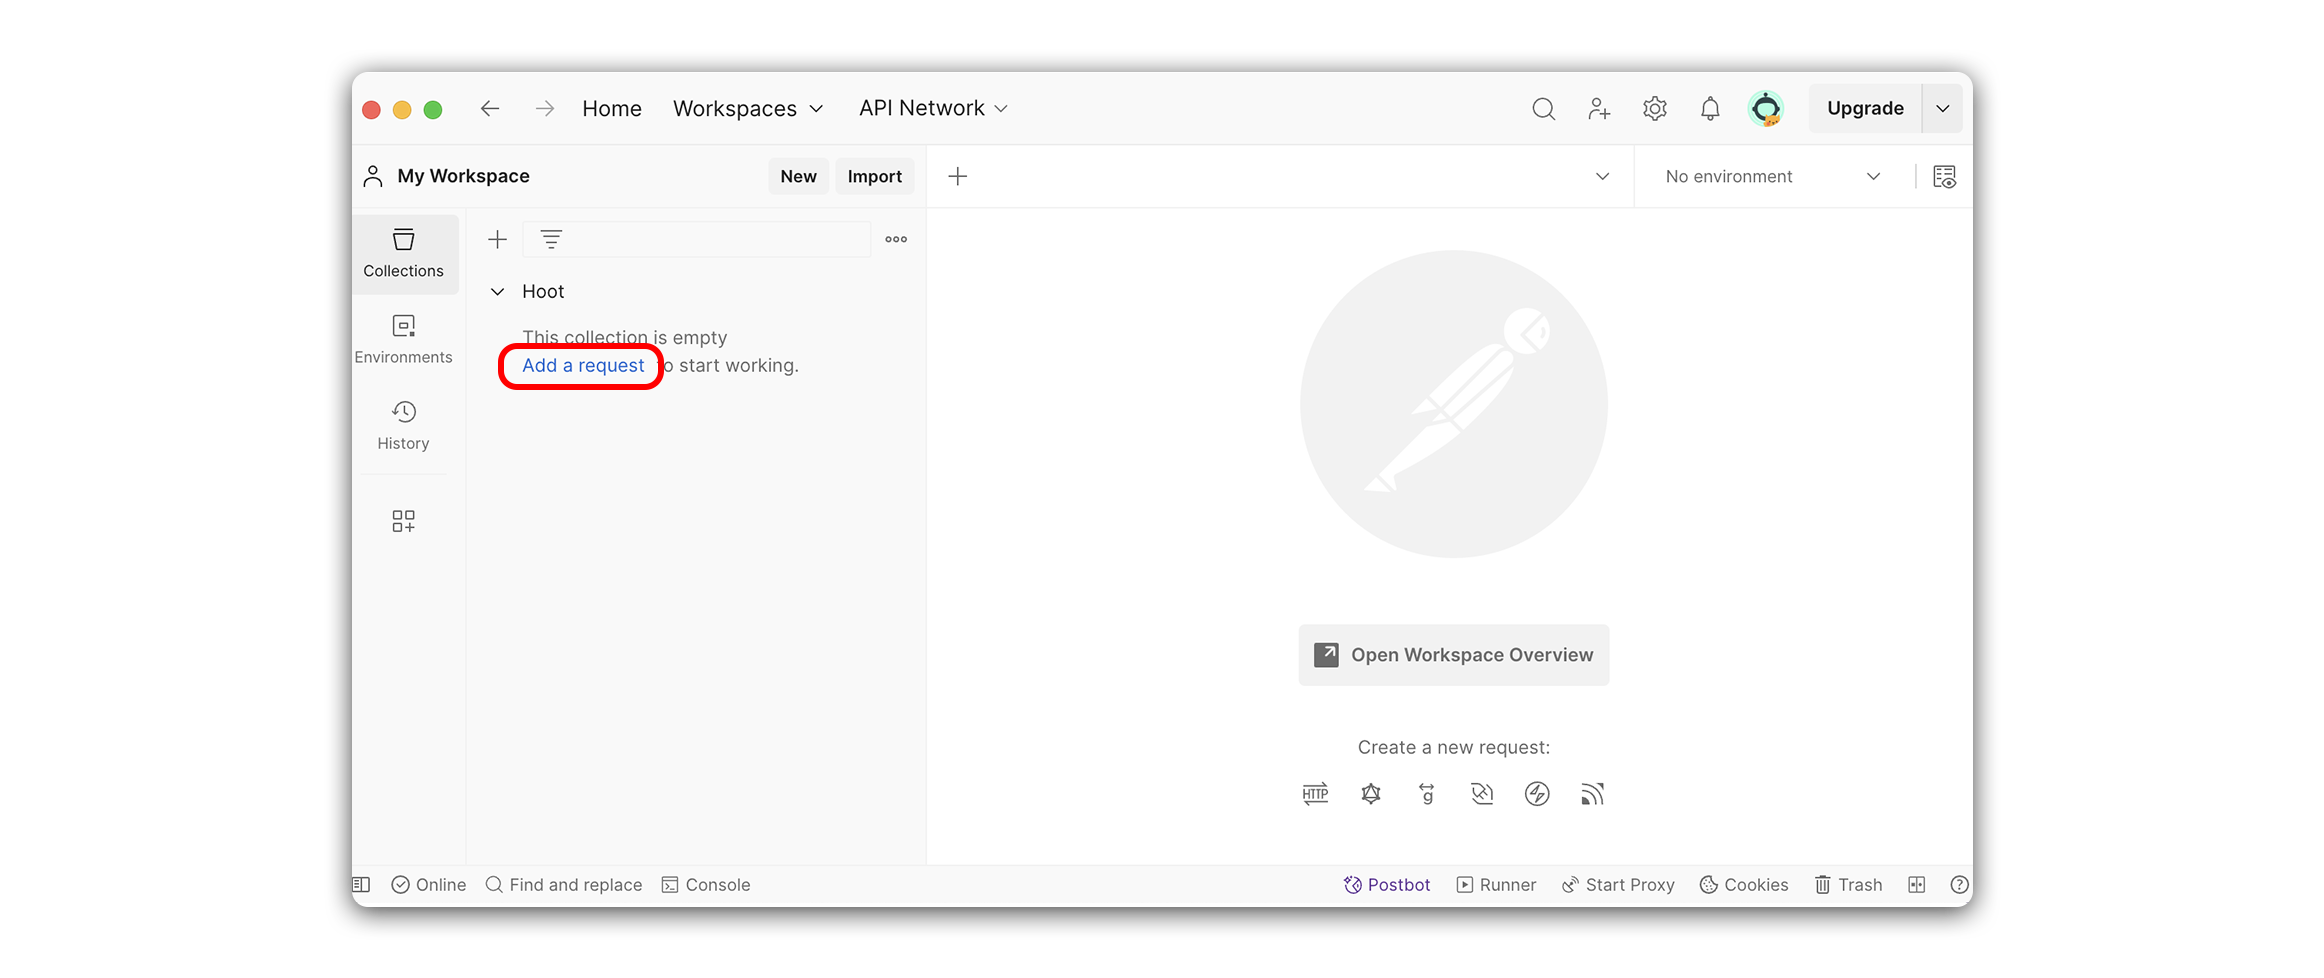 Home Workspaces API Network Upgrade
My Workspace New Import No environment
Collections
Environments
History
Hoot
This collection is empty
Add a request to start working.
Open Workspace Overview
Create a new request:
HTTP g
Online Find and replace Console Postbot Runner Start Proxy Cookies Trash